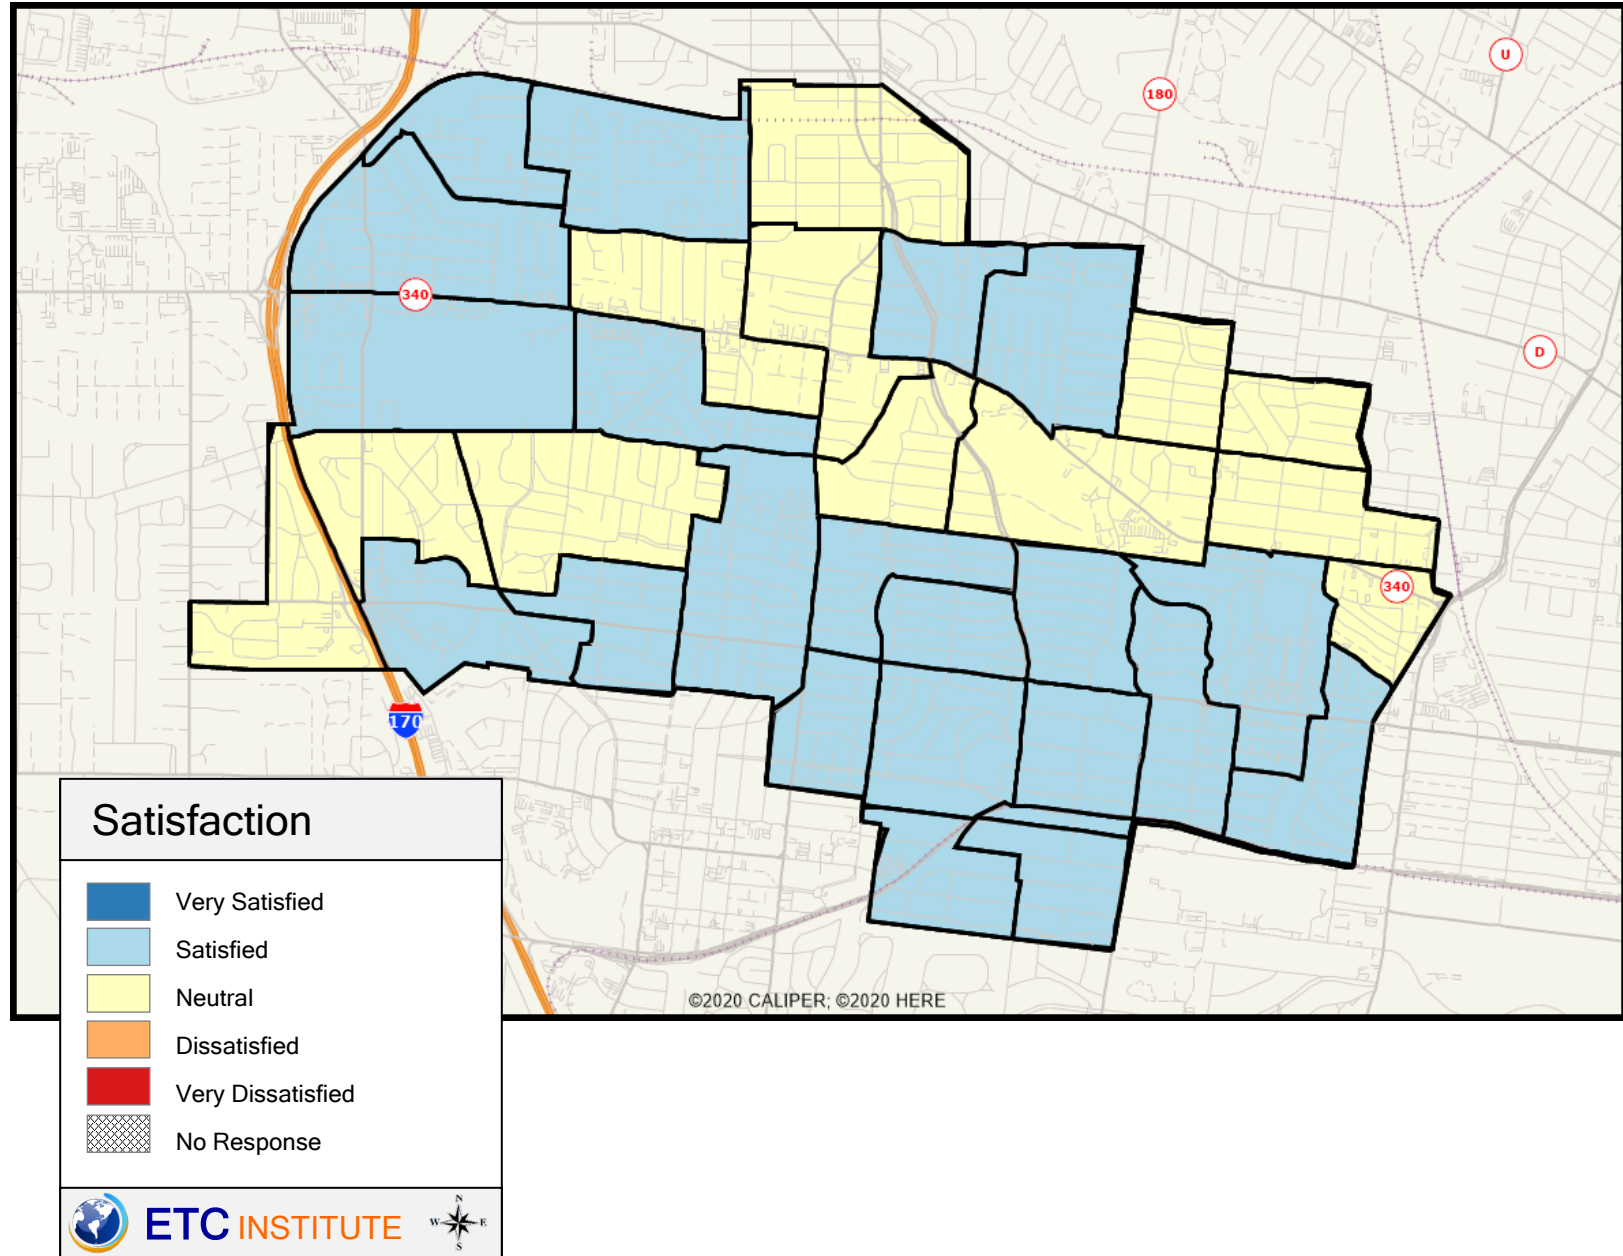 U
180
D
340
340
170
Satisfaction
Very Satisfied
Satisfied
Neutral
Dissatisfied
Very Dissatisfied
No Response
©2020 CALIPER; ©2020 HERE
ETC INSTITUTE
N
W E
S